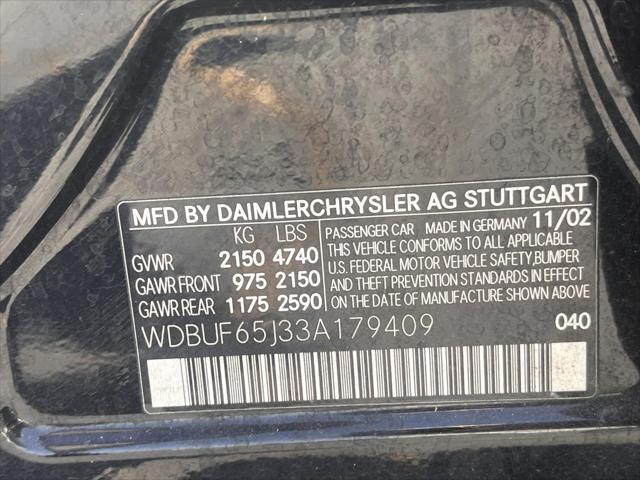 MFD BY DAIMLERCHRYSLER AG STUTTGART
KG LBS
GVWR 2150 4740
GAWR FRONT 975 2150
GAWR REAR 1175 2590
PASSENGER CAR MADE IN GERMANY 11/02
THIS VEHICLE CONFORMS TO ALL APPLICABLE
U.S. FEDERAL MOTOR VEHICLE SAFETY,BUMPER
AND THEFT PREVENTION STANDARDS IN EFFECT
ON THE DATE OF MANUFACTURE SHOWN ABOVE
WDBUF65J33A179409 040